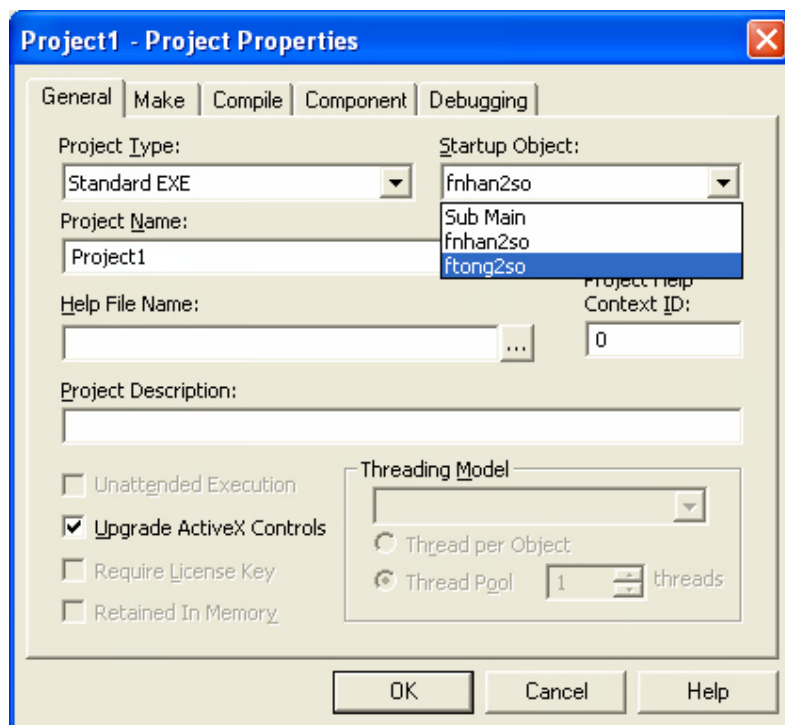 Project1 - Project Properties
General Make Compile Component Debugging
Project Type:
Standard EXE
Startup Object:
fnhan2so
Sub Main
fnhan2so
ftong2so
Project Name:
Project1
Help File Name:
...
Project Help
Context ID:
0
Project Description:
Unattended Execution
Upgrade ActiveX Controls
Require License Key
Retained In Memory
Threading Model
Thread per Object
Thread Pool 1 threads
OK Cancel Help